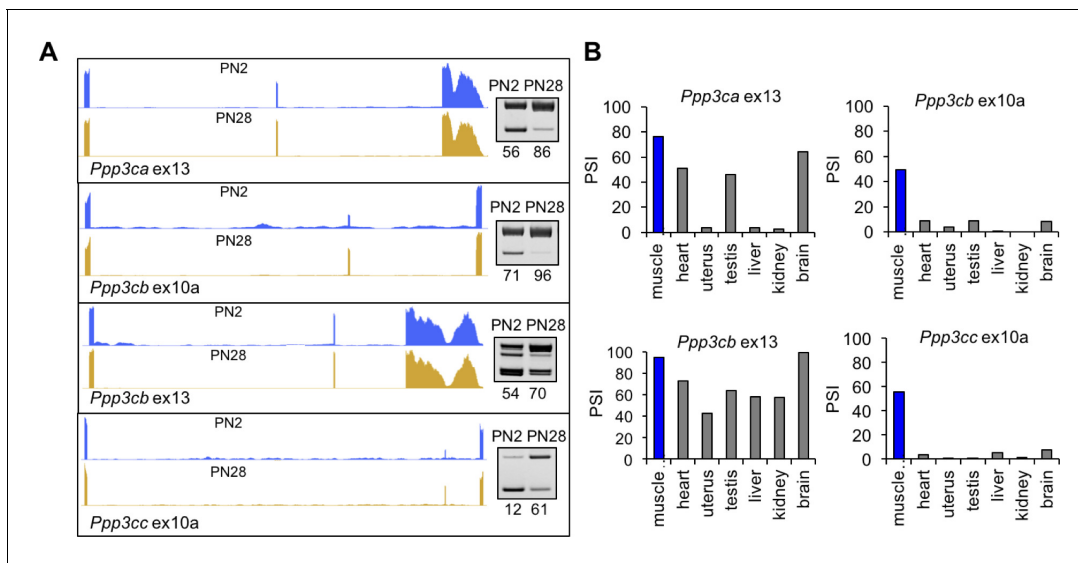 A
PN2
PN28
Ppp3ca ex13
PN2 PN28
56 86
PN2
PN28
Ppp3cb ex10a
PN2 PN28
71 96
PN2
PN28
Ppp3cb ex13
PN2 PN28
54 70
PN2
PN28
Ppp3cc ex10a
PN2 PN28
12 61
B
Ppp3ca ex13
PSI
100
80
60
40
20
0
muscle
heart
uterus
testis
liver
kidney
brain
Ppp3cb ex10a
PSI
100
80
60
40
20
0
muscle
heart
uterus
testis
liver
kidney
brain
Ppp3cb ex13
PSI
100
80
60
40
20
0
muscle
heart
uterus
testis
liver
kidney
brain
Ppp3cc ex10a
PSI
100
80
60
40
20
0
muscle
heart
uterus
testis
liver
kidney
brain